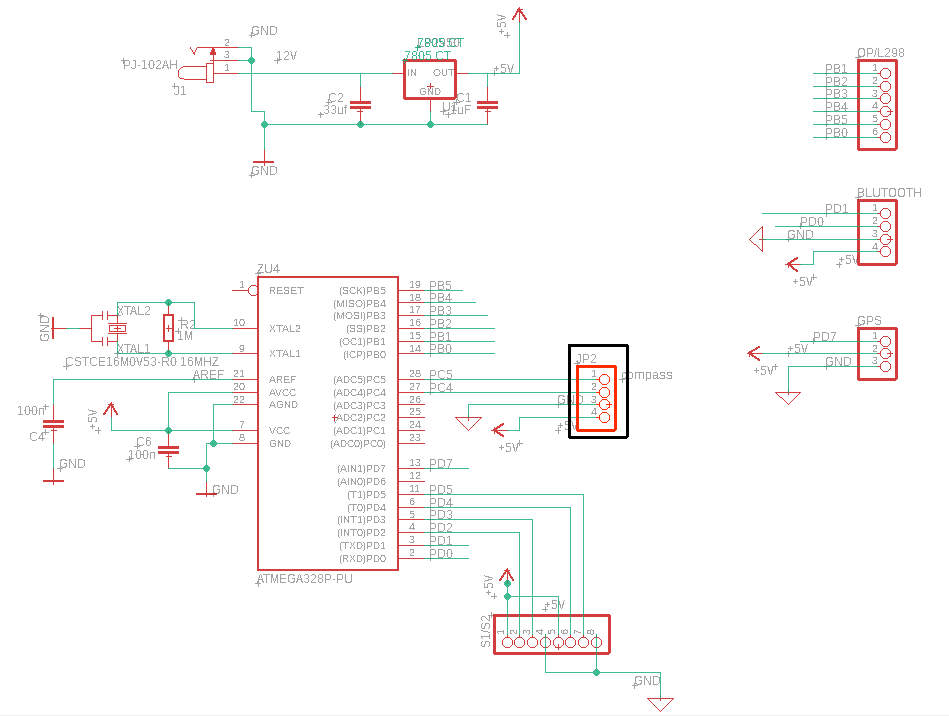 GND
+5V
2
3
1
PJ-102AH
J1
12V
7805 CT
IN OUT
GND
+5V
C2
33uf
C1
1uF
U1
GND
OP/L298
PB1 1
PB2 2
PB3 3
PB4 4
PB5 5
PB0 6
BLUTOOTH
PD1 1
PD0 2
GND 3
4
+5V
+5V
GPS
PD7 1
+5V 2
GND 3
+5V
ZU4
1 RESET
10 XTAL2
9 XTAL1
21 AREF
20 AVCC
22 AGND
7 VCC
8 GND
(SCK)PB5 19 PB5
(MISO)PB4 18 PB4
(MOSI)PB3 17 PB3
(SS)PB2 16 PB2
(OC1)PB1 15 PB1
(ICP)PB0 14 PB0
(ADC5)PC5 28 PC5
(ADC4)PC4 27 PC4
(ADC3)PC3 26
(ADC2)PC2 25
(ADC1)PC1 24
(ADC0)PC0 23
(AIN1)PD7 13 PD7
(AIN0)PD6 12
(T1)PD5 11 PD5
(T0)PD4 6 PD4
(INT1)PD3 5 PD3
(INT0)PD2 4 PD2
(TXD)PD1 3 PD1
(RXD)PD0 2 PD0
ATMEGA328P-PU
GND
XTAL2
R2
1M
XTAL1
CSTCE16M0V53-R0 16MHZ
AREF
100n
C4
GND
+5V
C6
100n
GND
JP2
compass
1
2
GND 3
4
+5V
+5V
+5V
+5V
S1/S2
1 2 3 4 5 6 7 8
GND